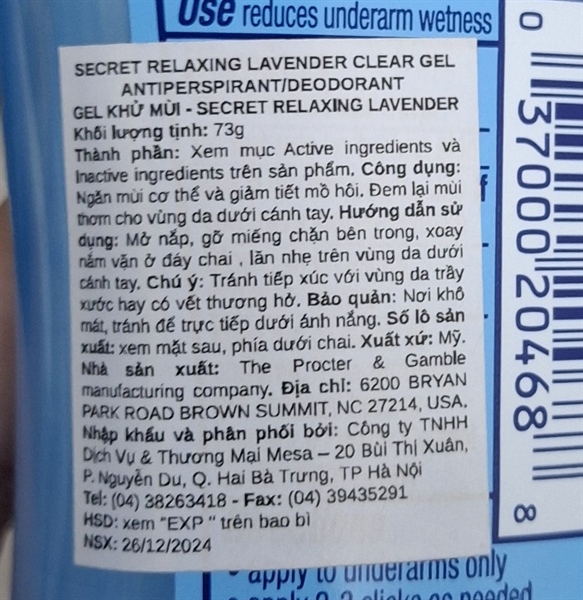 Use reduces underarm wetness
SECRET RELAXING LAVENDER CLEAR GEL
ANTIPERSPIRANT/DEODORANT
GEL KHỬ MÙI - SECRET RELAXING LAVENDER
Khối lượng tịnh: 73g
Thành phần: Xem mục Active ingredients và
Inactive ingredients trên sản phẩm. Công dụng:
Ngăn mùi cơ thể và giảm tiết mồ hôi. Đem lại mùi
thơm cho vùng da dưới cánh tay. Hướng dẫn sử
dụng: Mở nắp, gỡ miếng chặn bên trong, xoay
nắm vặn ở đáy chai , lăn nhẹ trên vùng da dưới
cánh tay. Chú ý: Tránh tiếp xúc với vùng da trầy
xước hay có vết thương hở. Bảo quản: Nơi khô
mát, tránh để trực tiếp dưới ánh nắng. Số lô sản
xuất: xem mặt sau, phía dưới chai. Xuất xứ: Mỹ.
Nhà sản xuất: The Procter & Gamble
manufacturing company. Địa chỉ: 6200 BRYAN
PARK ROAD BROWN SUMMIT, NC 27214, USA.
Nhập khẩu và phân phối bởi: Công ty TNHH
Dịch Vụ & Thương Mại Mesa – 20 Bùi Thị Xuân,
P. Nguyễn Du, Q. Hai Bà Trưng, TP Hà Nội
Tel: (04) 38263418 - Fax: (04) 39435291
HSD: xem "EXP " trên bao bì
NSX: 26/12/2024
• apply to underarms only
0 37000 20468 8